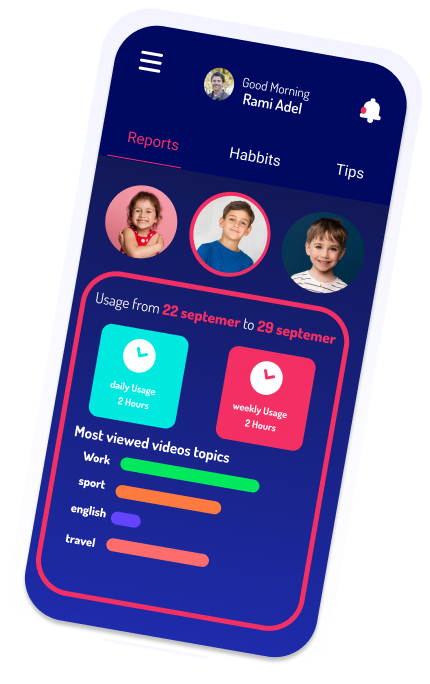 Good Morning
Rami Adel
Reports Habbits Tips
Usage from 22 septemer to 29 septemer
daily Usage
2 Hours
weekly Usage
2 Hours
Most viewed videos topics
Work
sport
english
travel